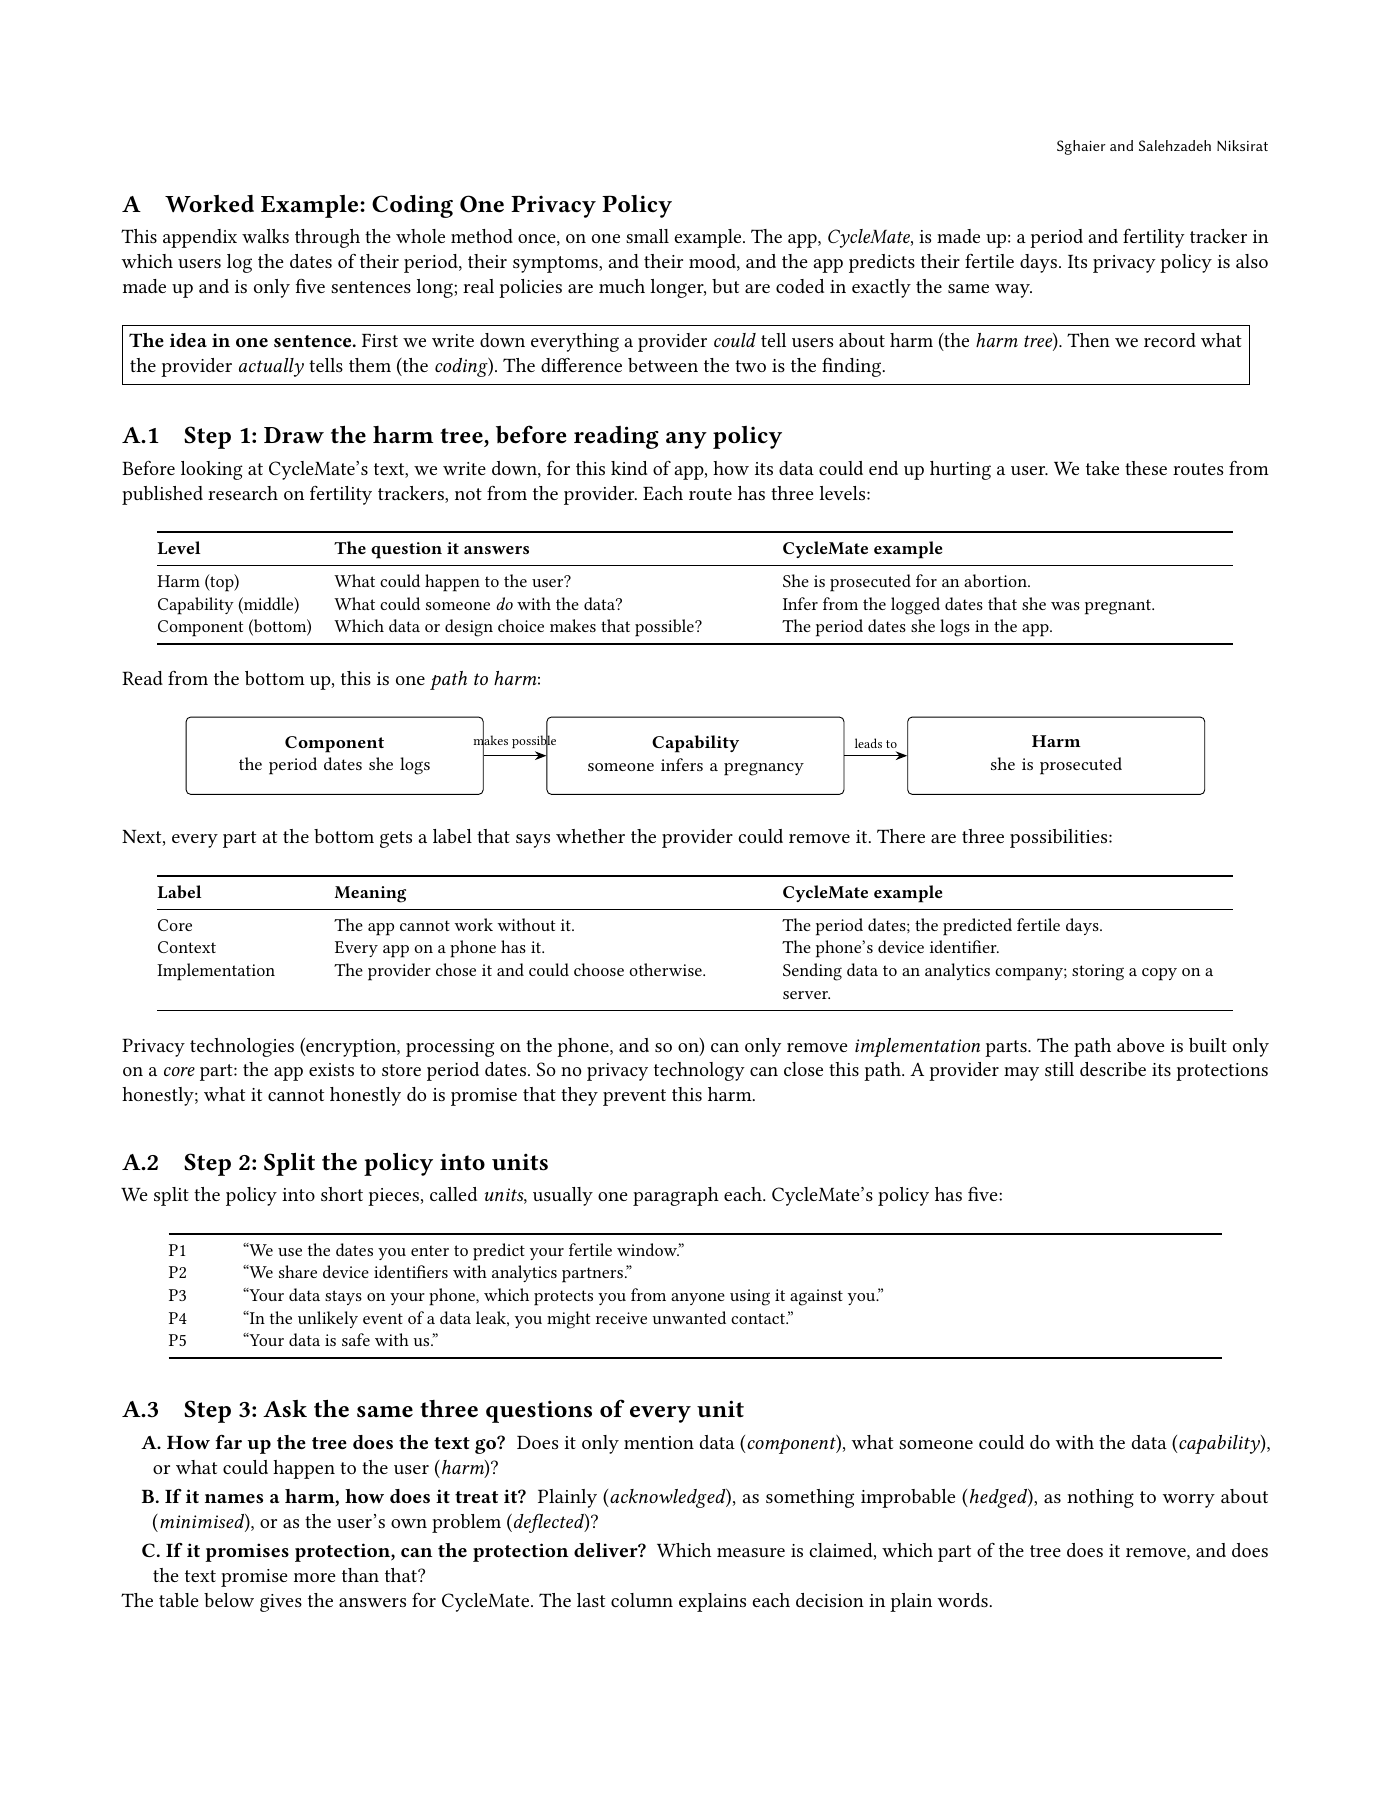 Sghaier and Salehzadeh Niksirat
A Worked Example: Coding One Privacy Policy
This appendix walks through the whole method once, on one small example. The app, CycleMate, is made up: a period and fertility tracker in
which users log the dates of their period, their symptoms, and their mood, and the app predicts their fertile days. Its privacy policy is also
made up and is only five sentences long; real policies are much longer, but are coded in exactly the same way.
The idea in one sentence. First we write down everything a provider could tell users about harm (the harm tree). Then we record what
the provider actually tells them (the coding). The difference between the two is the finding.
A.1 Step 1: Draw the harm tree, before reading any policy
Before looking at CycleMate's text, we write down, for this kind of app, how its data could end up hurting a user. We take these routes from
published research on fertility trackers, not from the provider. Each route has three levels:
Level The question it answers CycleMate example
Harm (top) What could happen to the user? She is prosecuted for an abortion.
Capability (middle) What could someone do with the data? Infer from the logged dates that she was pregnant.
Component (bottom) Which data or design choice makes that possible? The period dates she logs in the app.
Read from the bottom up, this is one path to harm:
Component
the period dates she logs
makes possible
Capability
someone infers a pregnancy
leads to
Harm
she is prosecuted
Next, every part at the bottom gets a label that says whether the provider could remove it. There are three possibilities:
Label Meaning CycleMate example
Core The app cannot work without it. The period dates; the predicted fertile days.
Context Every app on a phone has it. The phone's device identifier.
Implementation The provider chose it and could choose otherwise. Sending data to an analytics company; storing a copy on a
server.
Privacy technologies (encryption, processing on the phone, and so on) can only remove implementation parts. The path above is built only
on a core part: the app exists to store period dates. So no privacy technology can close this path. A provider may still describe its protections
honestly; what it cannot honestly do is promise that they prevent this harm.
A.2 Step 2: Split the policy into units
We split the policy into short pieces, called units, usually one paragraph each. CycleMate's policy has five:
P1 “We use the dates you enter to predict your fertile window.”
P2 “We share device identifiers with analytics partners.”
P3 “Your data stays on your phone, which protects you from anyone using it against you.”
P4 “In the unlikely event of a data leak, you might receive unwanted contact.”
P5 “Your data is safe with us.”
A.3 Step 3: Ask the same three questions of every unit
A. How far up the tree does the text go? Does it only mention data (component), what someone could do with the data (capability),
or what could happen to the user (harm)?
B. If it names a harm, how does it treat it? Plainly (acknowledged), as something improbable (hedged), as nothing to worry about
(minimised), or as the user's own problem (deflected)?
C. If it promises protection, can the protection deliver? Which measure is claimed, which part of the tree does it remove, and does
the text promise more than that?
The table below gives the answers for CycleMate. The last column explains each decision in plain words.